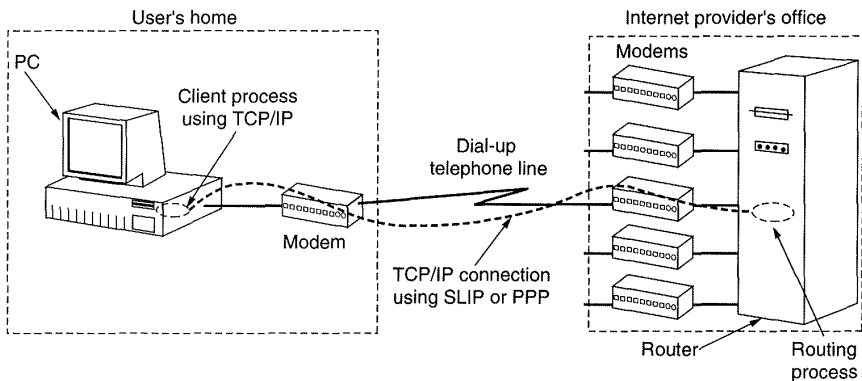 User's home
Internet provider's office
PC
Modems
Client process
using TCP/IP
Dial-up
telephone line
Modem
TCP/IP connection
using SLIP or PPP
Router
Routing
process